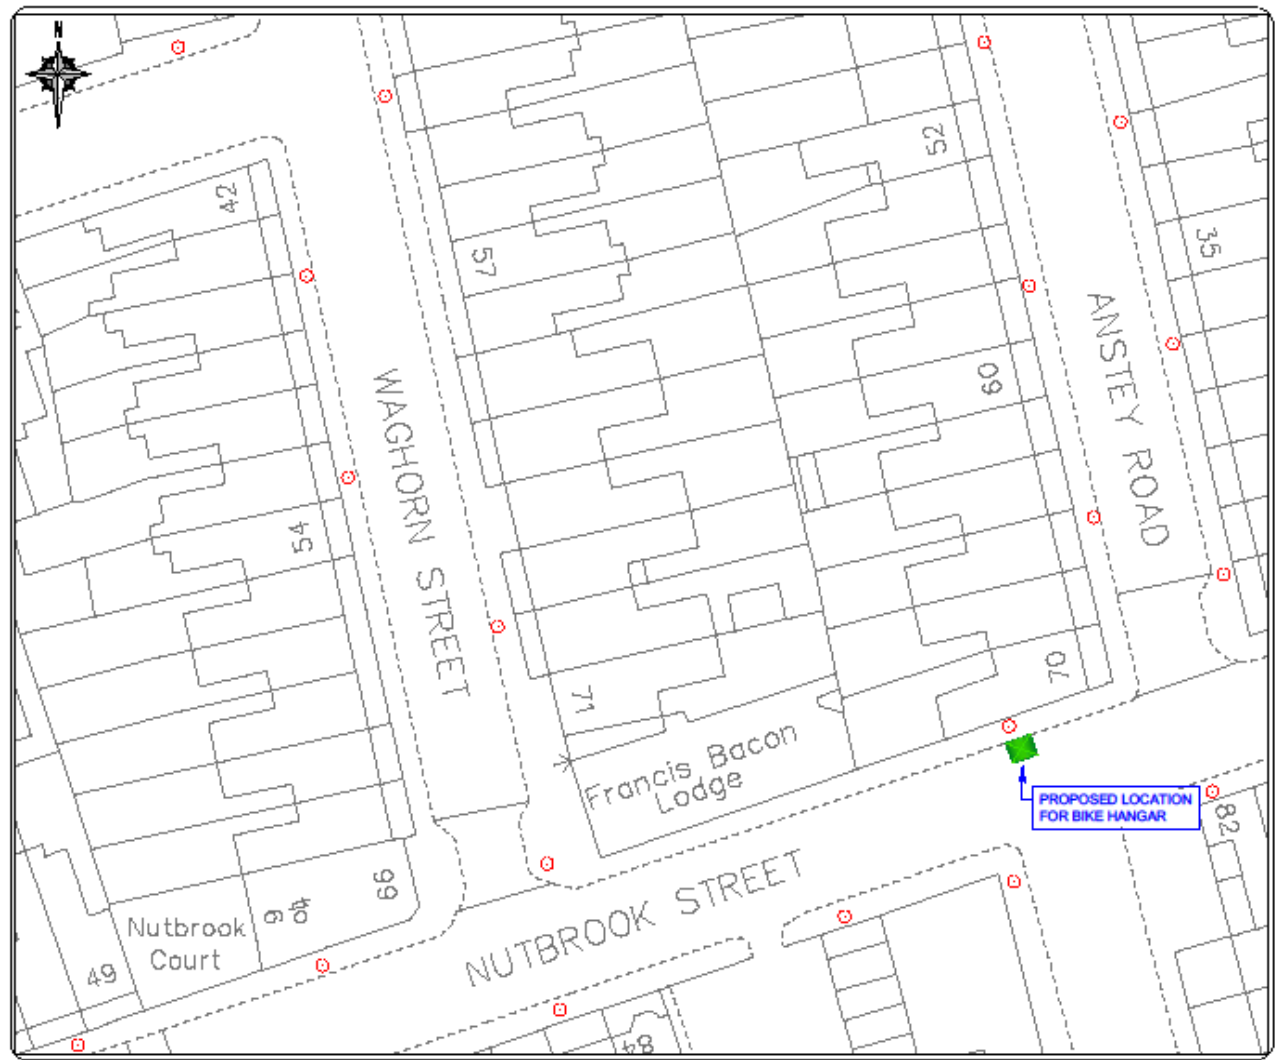 N
42
52
57
35
60
WAGHORN STREET
ANSTEY ROAD
54
70
71
Francis Bacon
Lodge
PROPOSED LOCATION
FOR BIKE HANGAR
82
66
NUTBROOK STREET
Nutbrook
Court
49
84